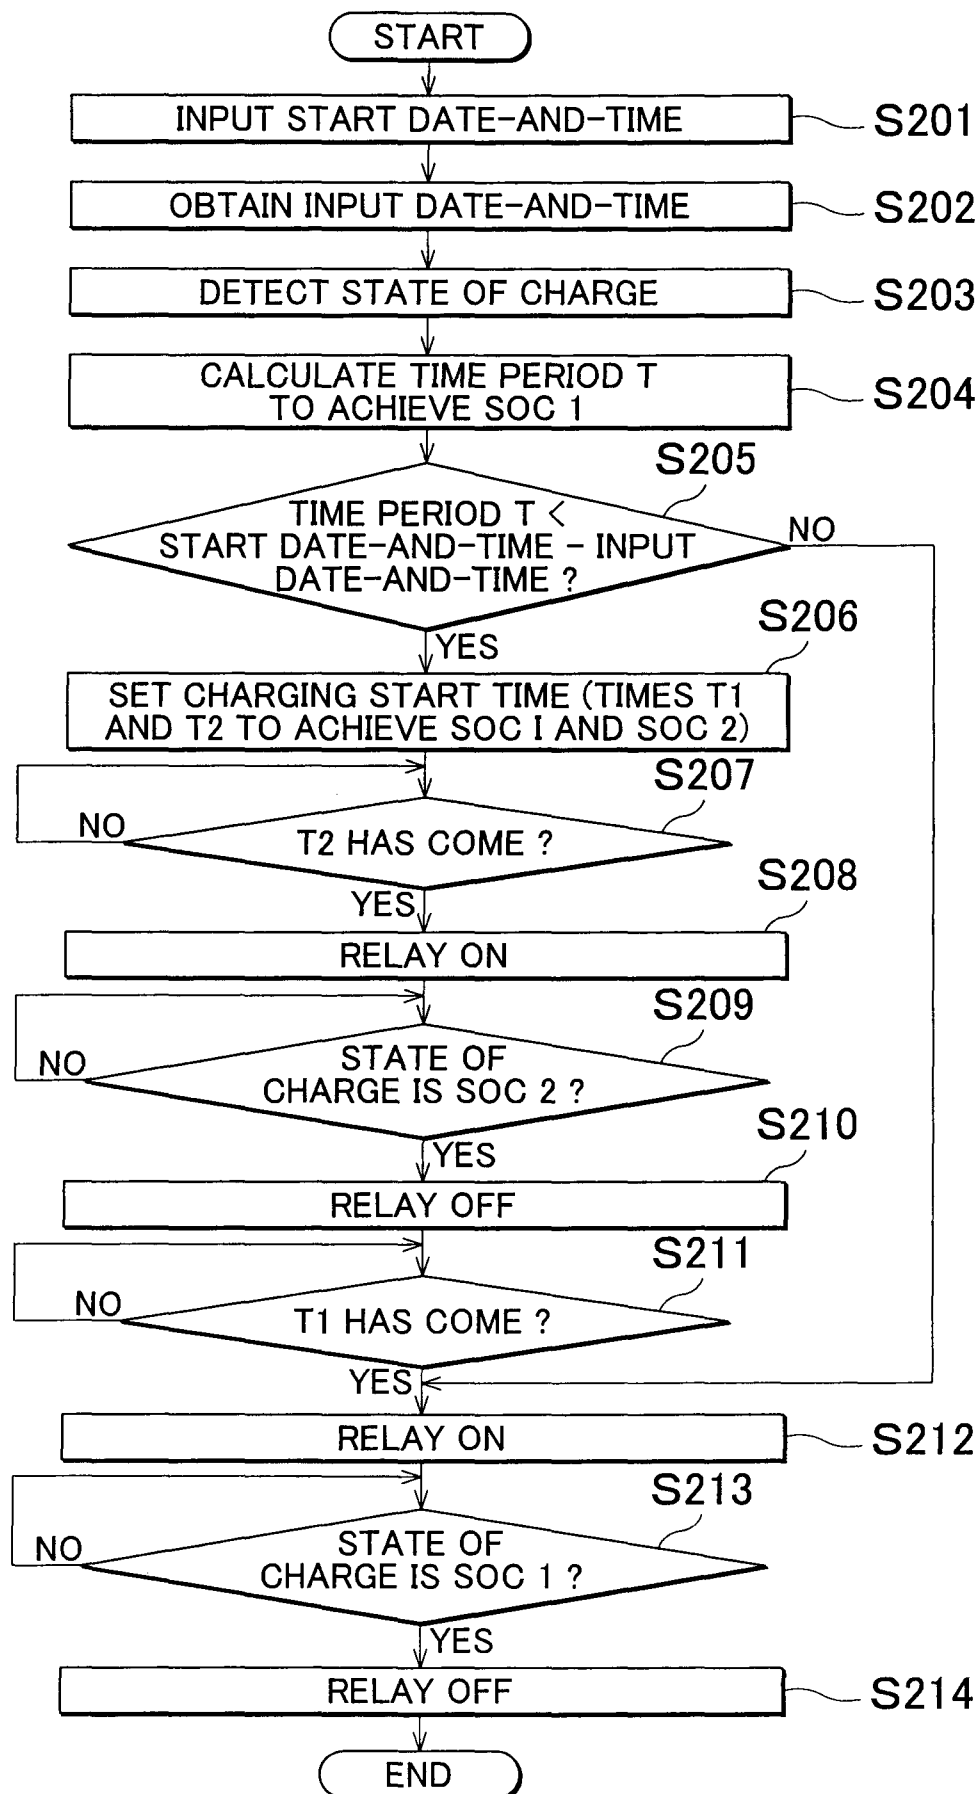 START
INPUT START DATE-AND-TIME
S201
OBTAIN INPUT DATE-AND-TIME
S202
DETECT STATE OF CHARGE
S203
CALCULATE TIME PERIOD T
TO ACHIEVE SOC 1
S204
S205
TIME PERIOD T <
START DATE-AND-TIME - INPUT
DATE-AND-TIME ?
NO
YES
S206
SET CHARGING START TIME (TIMES T1
AND T2 TO ACHIEVE SOC I AND SOC 2)
S207
T2 HAS COME ?
NO
YES
S208
RELAY ON
S209
STATE OF
CHARGE IS SOC 2 ?
NO
YES
S210
RELAY OFF
S211
T1 HAS COME ?
NO
YES
RELAY ON
S212
S213
STATE OF
CHARGE IS SOC 1 ?
NO
YES
RELAY OFF
S214
END